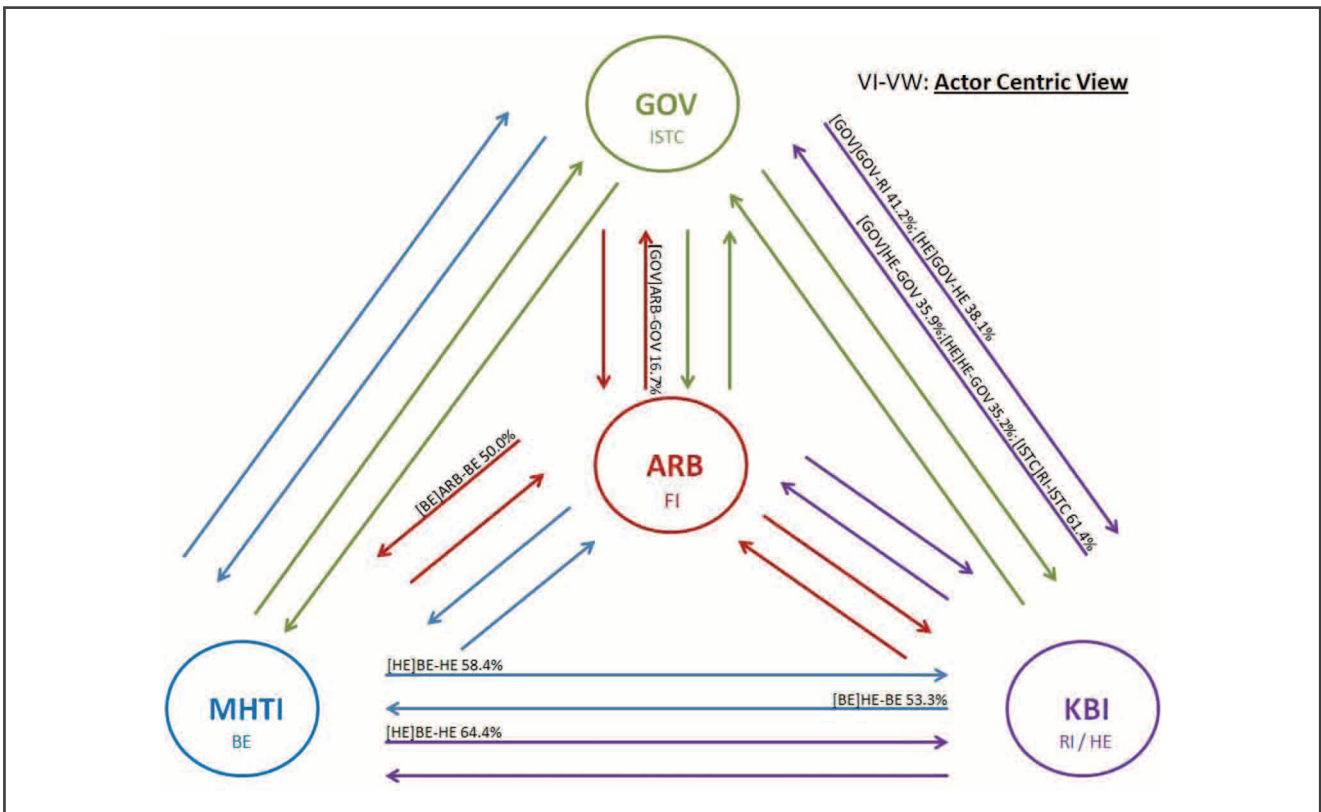 VI-VW: Actor Centric View
GOV
ISTC
[GOV]GOV-RI 41.2%; [HE]GOV-HE 38.1%
[GOV]HE-GOV 35.9%;[HE]HE-GOV 35.2%; [ISTC]RI-ISTC 61.4%
[GOV]ARB-GOV 16.7%
ARB
FI
[BE]ARB-BE 50.0%
[HE]BE-HE 58.4%
[BE]HE-BE 53.3%
[HE]BE-HE 64.4%
MHTI
BE
KBI
RI / HE